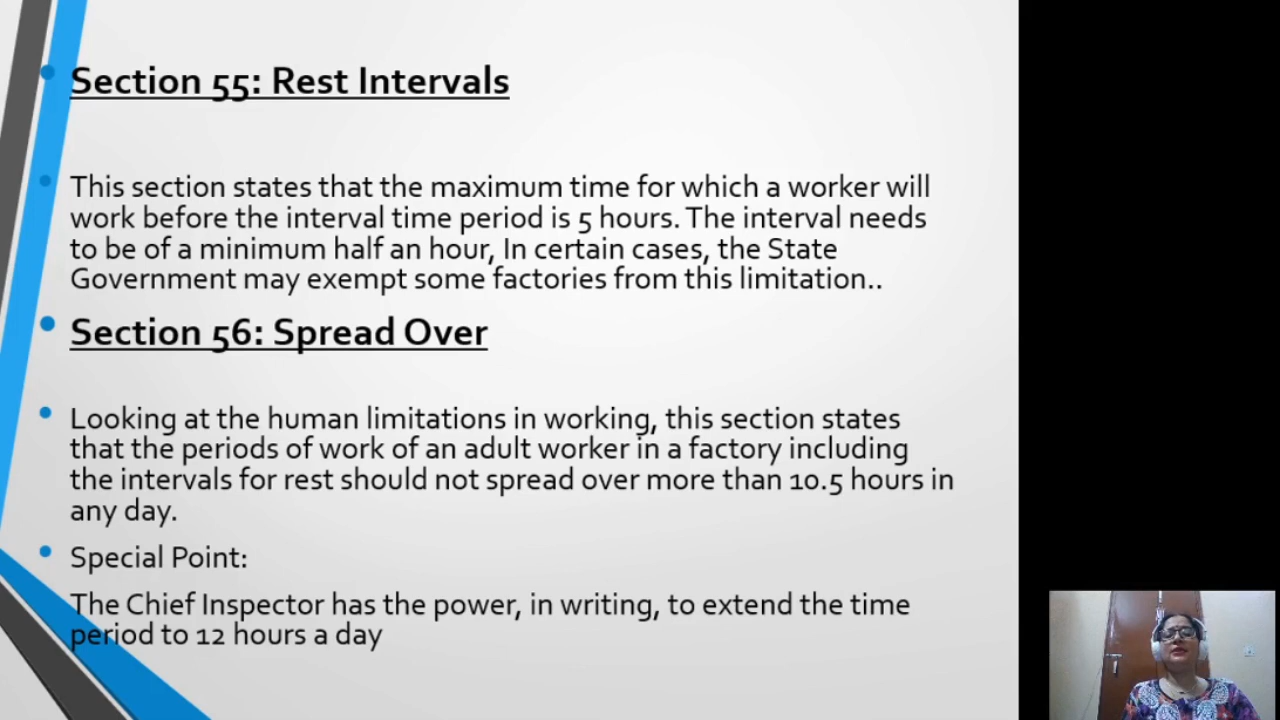 Section 55: Rest Intervals
This section states that the maximum time for which a worker will
work before the interval time period is 5 hours. The interval needs
to be of a minimum half an hour, In certain cases, the State
Government may exempt some factories from this limitation..
Section 56: Spread Over
Looking at the human limitations in working, this section states
that the periods of work of an adult worker in a factory including
the intervals for rest should not spread over more than 10.5 hours in
any day.
Special Point:
The Chief Inspector has the power, in writing, to extend the time
period to 12 hours a day